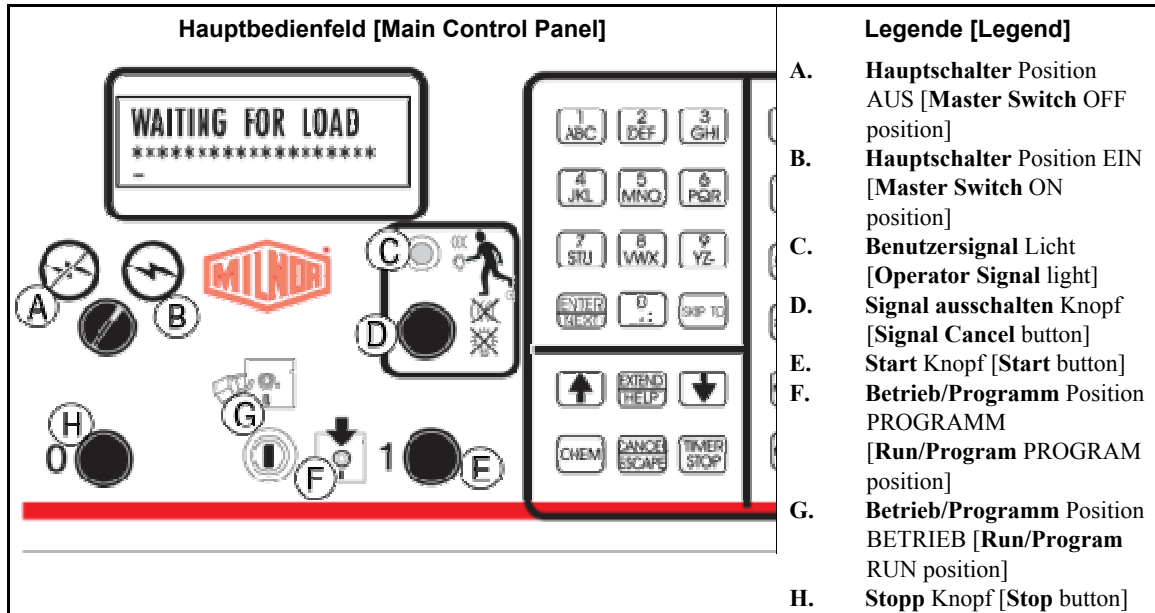 Hauptbedienfeld [Main Control Panel]
WAITING FOR LOAD
********************
_
A
B
MILNOR
C
D
G
H
0
F
1
E
1
ABC
2
DEF
3
GHI
4
JKL
5
MNO
6
PQR
7
STU
8
VWX
9
YZ-
ENTER
NEXT
0
.:
SKIP TO
EXTEND
HELP
CHEM
CANCEL
ESCAPE
TIMER
STOP
Legende [Legend]
A. Hauptschalter Position
AUS [Master Switch OFF
position]
B. Hauptschalter Position EIN
[Master Switch ON
position]
C. Benutzersignal Licht
[Operator Signal light]
D. Signal ausschalten Knopf
[Signal Cancel button]
E. Start Knopf [Start button]
F. Betrieb/Programm Position
PROGRAMM
[Run/Program PROGRAM
position]
G. Betrieb/Programm Position
BETRIEB [Run/Program
RUN position]
H. Stopp Knopf [Stop button]